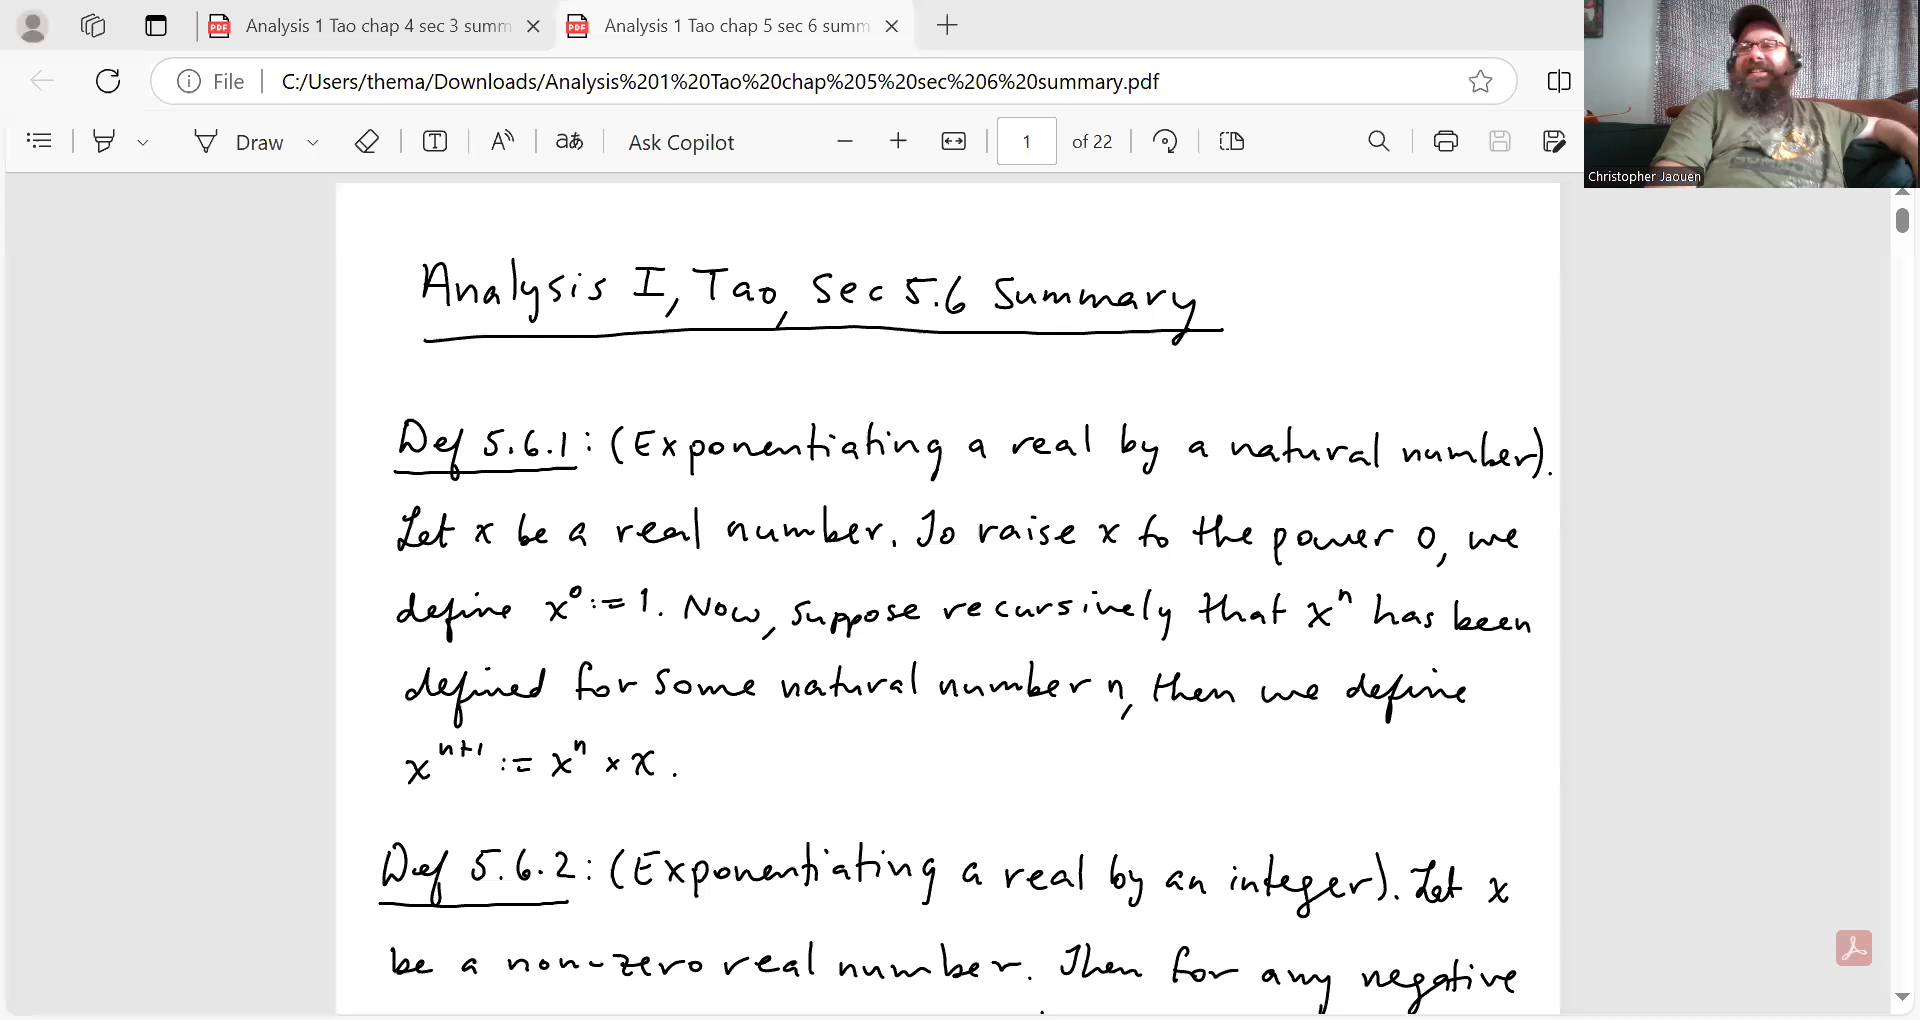 Analysis 1 Tao chap 4 sec 3 summ
Analysis 1 Tao chap 5 sec 6 summ
File
C:/Users/thema/Downloads/Analysis%201%20Tao%20chap%205%20sec%206%20summary.pdf
Draw
Ask Copilot
1 of 22
Christopher Jaouen
Analysis I, Tao, Sec 5.6 Summary
Def 5.6.1: (Exponentiating a real by a natural number).
Let x be a real number. To raise x to the power 0, we
define x⁰ := 1. Now, suppose recursively that xⁿ has been
defined for some natural number n, then we define
xⁿ⁺¹ := xⁿ × x.
Def 5.6.2: (Exponentiating a real by an integer). Let x
be a non-zero real number. Then for any negative